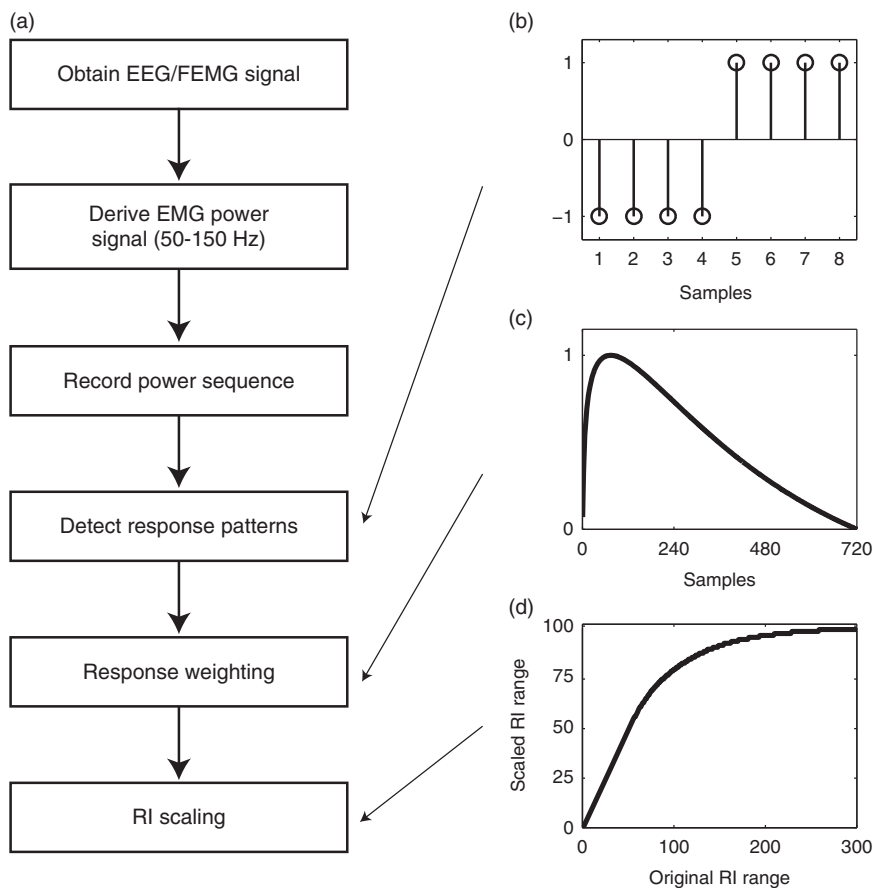 (a)
Obtain EEG/FEMG signal
Derive EMG power
signal (50-150 Hz)
Record power sequence
Detect response patterns
Response weighting
RI scaling
(b)
1
0
−1
1 2 3 4 5 6 7 8
Samples
(c)
1
0
0 240 480 720
Samples
(d)
Scaled RI range
100
75
50
25
0
0 100 200 300
Original RI range